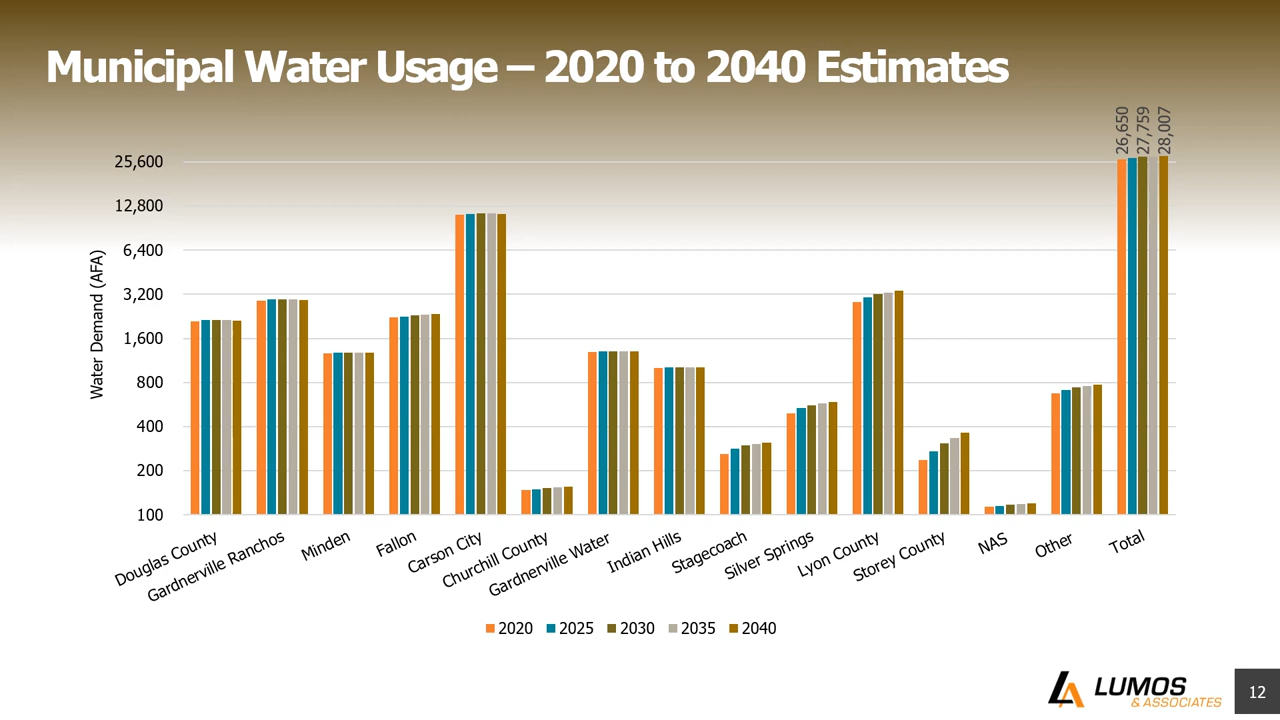 Municipal Water Usage – 2020 to 2040 Estimates
26,650
27,759
28,007
Water Demand (AFA)
25,600
12,800
6,400
3,200
1,600
800
400
200
100
Douglas County
Gardnerville Ranchos
Minden
Fallon
Carson City
Churchill County
Gardnerville Water
Indian Hills
Stagecoach
Silver Springs
Lyon County
Storey County
NAS
Other
Total
2020 2025 2030 2035 2040
LUMOS
& ASSOCIATES
12